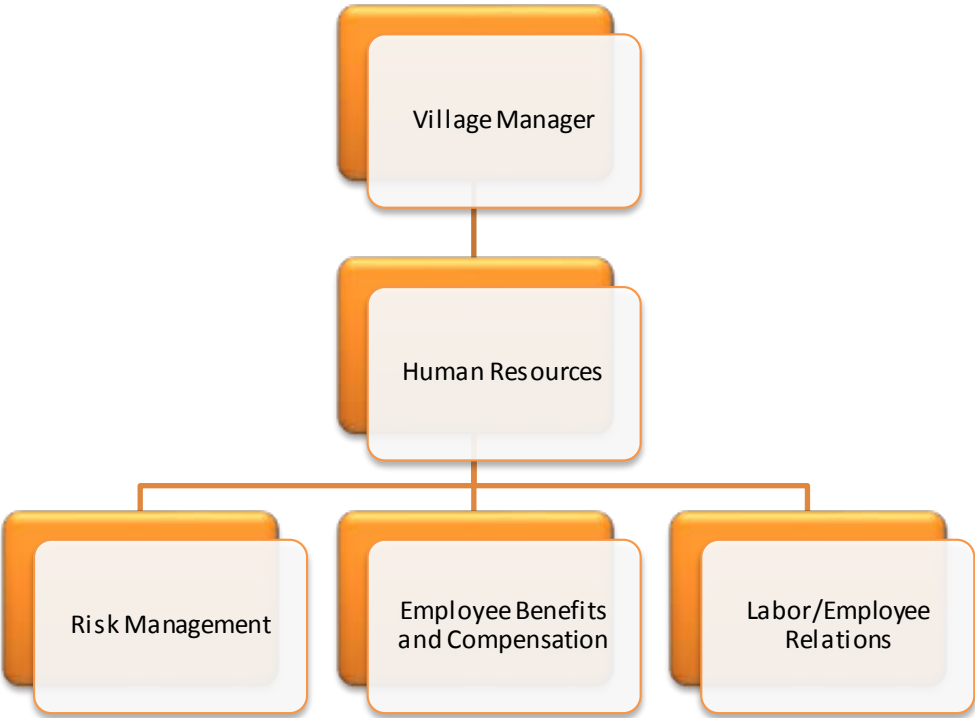 Village Manager
Human Resources
Risk Management
Employee Benefits
and Compensation
Labor/Employee
Relations